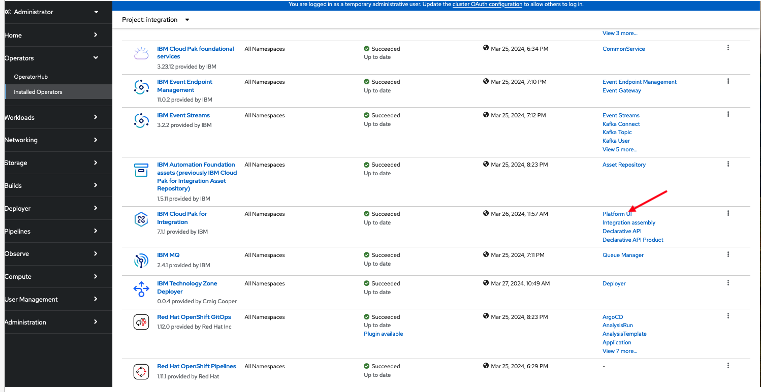 You are logged in as a temporary administrative user. Update the cluster OAuth configuration to allow others to log in
Administrator
Project: integration
Home
Operators
OperatorHub
Installed Operators
Workloads
Networking
Storage
Builds
Deployer
Pipelines
Observe
Compute
User Management
Administration
View 3 more...
IBM Cloud Pak foundational
services
3.23.12 provided by IBM
All Namespaces
Succeeded
Up to date
Mar 25, 2024, 6:34 PM
CommonService
IBM Event Endpoint
Management
11.0.2 provided by IBM
All Namespaces
Succeeded
Up to date
Mar 25, 2024, 7:10 PM
Event Endpoint Management
Event Gateway
IBM Event Streams
3.2.2 provided by IBM
All Namespaces
Succeeded
Up to date
Mar 25, 2024, 7:12 PM
Event Streams
Kafka Connect
Kafka Topic
Kafka User
View 5 more...
IBM Automation Foundation
assets (previously IBM Cloud
Pak for Integration Asset
Repository)
1.5.11 provided by IBM
All Namespaces
Succeeded
Up to date
Mar 25, 2024, 8:23 PM
Asset Repository
IBM Cloud Pak for
Integration
7.1.1 provided by IBM
All Namespaces
Succeeded
Up to date
Mar 26, 2024, 11:57 AM
Platform UI
Integration assembly
Declarative API
Declarative API Product
IBM MQ
2.4.1 provided by IBM
All Namespaces
Succeeded
Up to date
Mar 25, 2024, 7:11 PM
Queue Manager
IBM Technology Zone
Deployer
0.0.4 provided by Craig Cooper
All Namespaces
Succeeded
Up to date
Mar 27, 2024, 10:49 AM
Deployer
Red Hat OpenShift GitOps
1.12.0 provided by Red Hat Inc
All Namespaces
Succeeded
Up to date
Plugin available
Mar 25, 2024, 8:23 PM
ArgoCD
AnalysisRun
AnalysisTemplate
Application
View 7 more...
Red Hat OpenShift Pipelines
1.11.1 provided by Red Hat
All Namespaces
Succeeded
Up to date
Mar 25, 2024, 6:29 PM
-